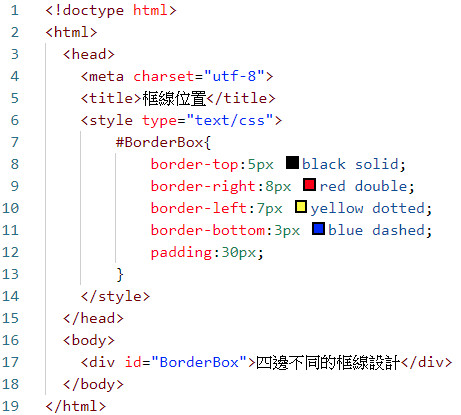 1 <!doctype html>
2 <html>
3 <head>
4 <meta charset="utf-8">
5 <title>框線位置</title>
6 <style type="text/css">
7 #BorderBox{
8 border-top:5px black solid;
9 border-right:8px red double;
10 border-left:7px yellow dotted;
11 border-bottom:3px blue dashed;
12 padding:30px;
13 }
14 </style>
15 </head>
16 <body>
17 <div id="BorderBox">四邊不同的框線設計</div>
18 </body>
19 </html>